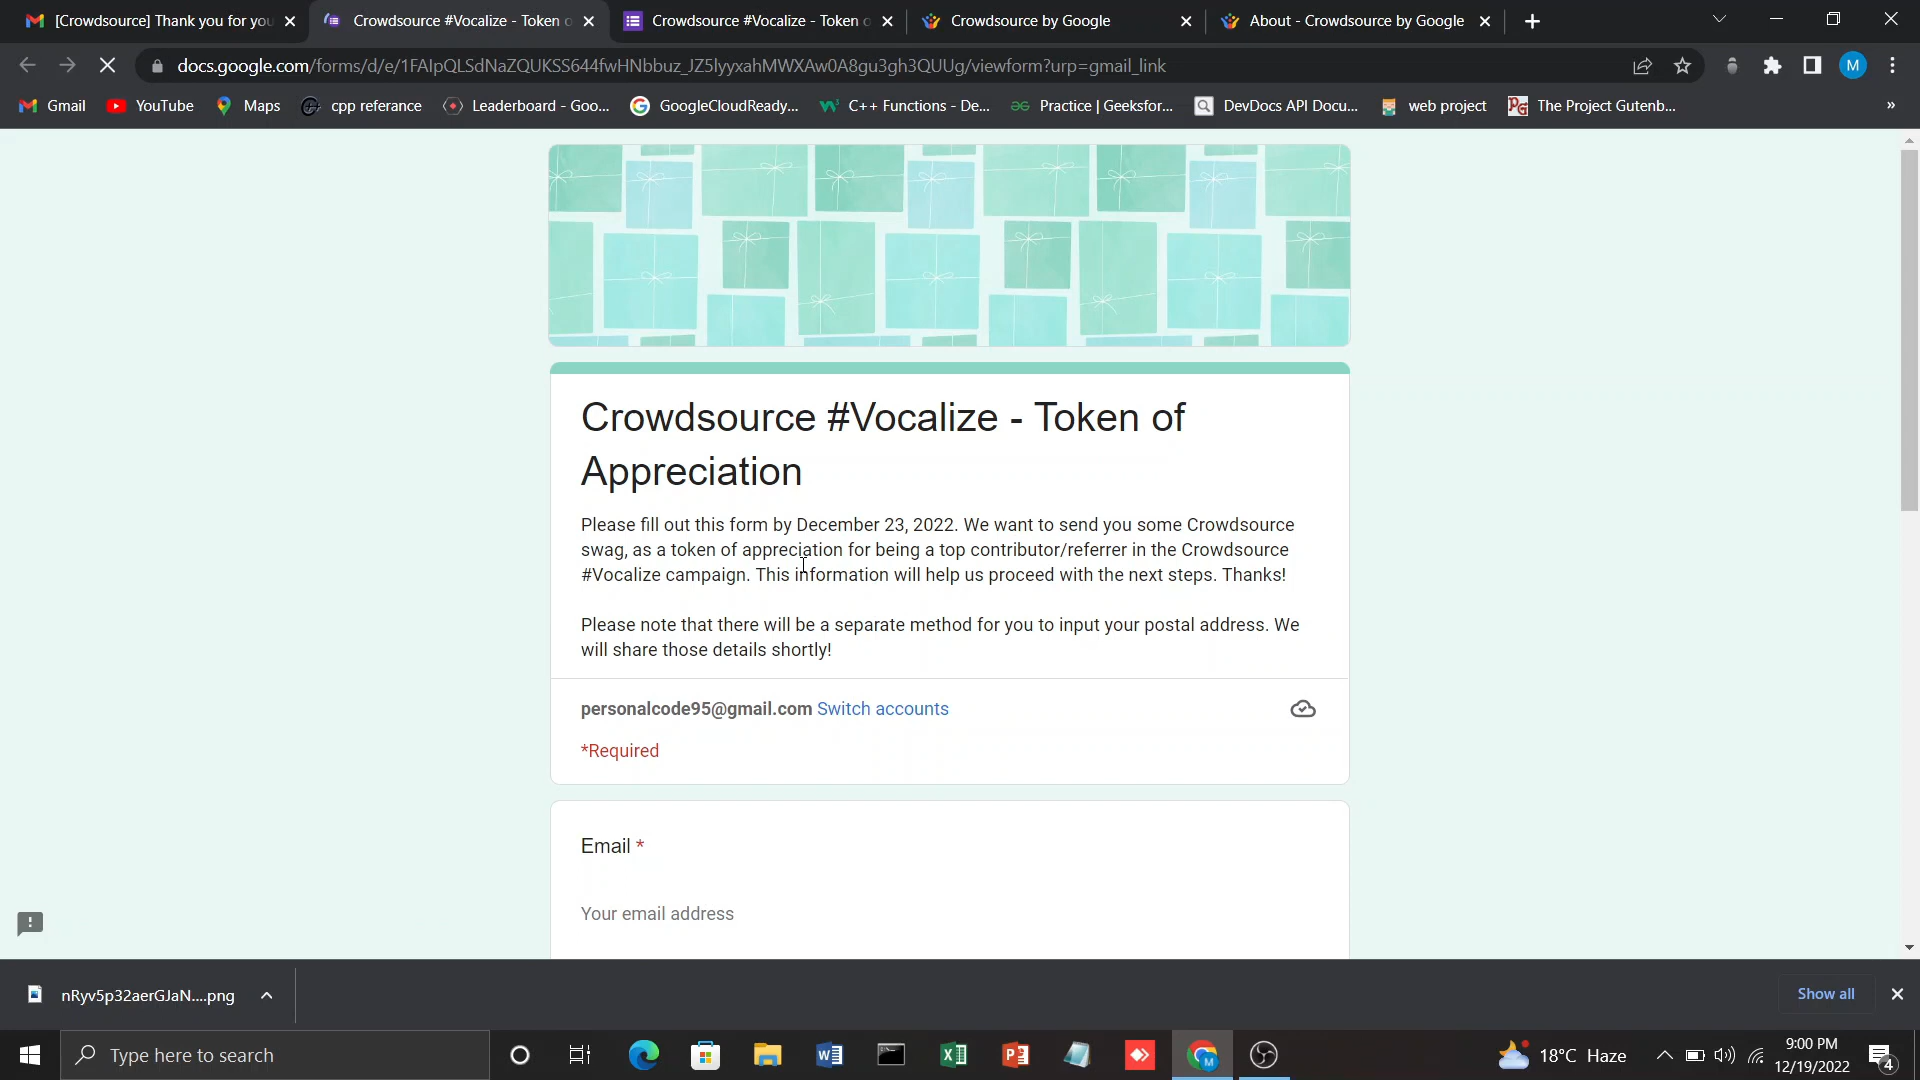 [Crowdsource] Thank you for you
Crowdsource #Vocalize - Token o
Crowdsource #Vocalize - Token o
Crowdsource by Google
About - Crowdsource by Google
docs.google.com/forms/d/e/1FAIpQLSdNaZQUKSS644fwHNbbuz_JZ5lyyxahMWXAw0A8gu3gh3QUUg/viewform?urp=gmail_link
M
Gmail
YouTube
Maps
cpp referance
Leaderboard - Goo...
GoogleCloudReady...
C++ Functions - De...
Practice | Geeksfor...
DevDocs API Docu...
web project
The Project Gutenb...
»
Crowdsource #Vocalize - Token of
Appreciation
Please fill out this form by December 23, 2022. We want to send you some Crowdsource
swag, as a token of appreciation for being a top contributor/referrer in the Crowdsource
#Vocalize campaign. This information will help us proceed with the next steps. Thanks!
Please note that there will be a separate method for you to input your postal address. We
will share those details shortly!
personalcode95@gmail.com Switch accounts
*Required
Email *
Your email address
nRyv5p32aerGJaN....png
Show all
Type here to search
18°C Haze
9:00 PM
12/19/2022
4